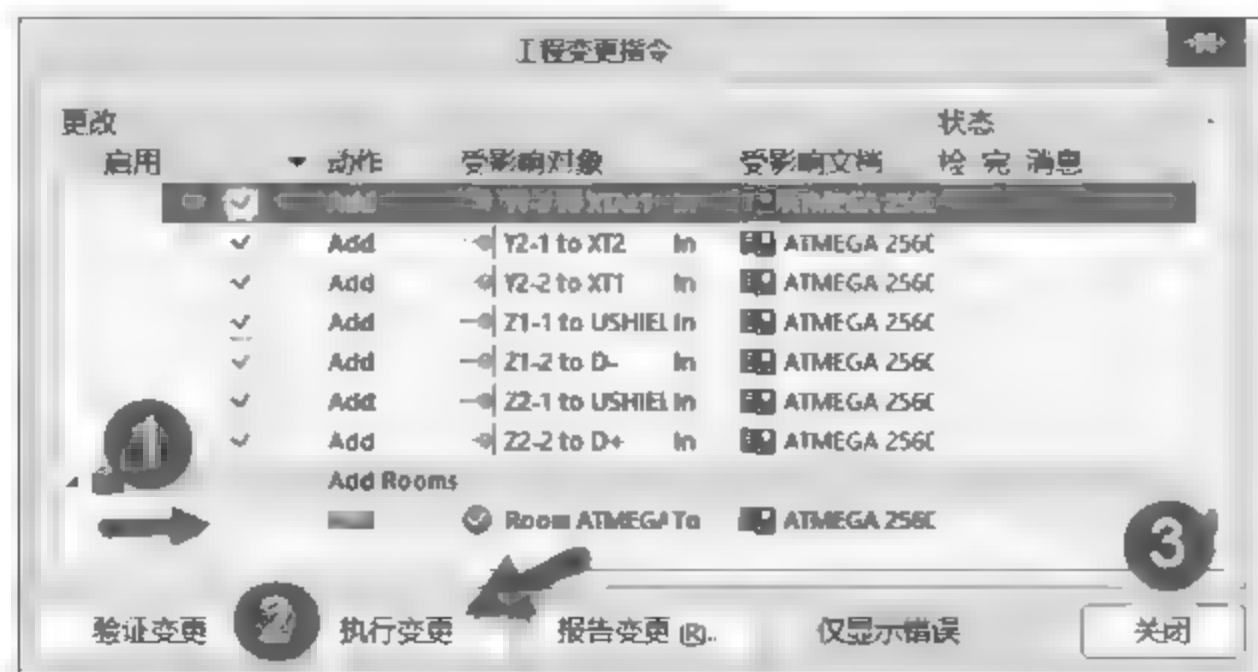 工程变更指令
更改 状态
启用 动作 受影响对象 受影响文档 检 完 消息
Add In ATMEGA 256
Add Y2-1 to XT2 In ATMEGA 256
Add Y2-2 to XT1 In ATMEGA 256
Add Z1-1 to USHIEL In ATMEGA 256
Add Z1-2 to D- In ATMEGA 256
Add Z2-1 to USHIEL In ATMEGA 256
1 Add Z2-2 to D+ In ATMEGA 256
Add Rooms
Room ATMEGA To ATMEGA 256
3
验证变更 2 执行变更 报告变更 (R)... 仅显示错误 关闭